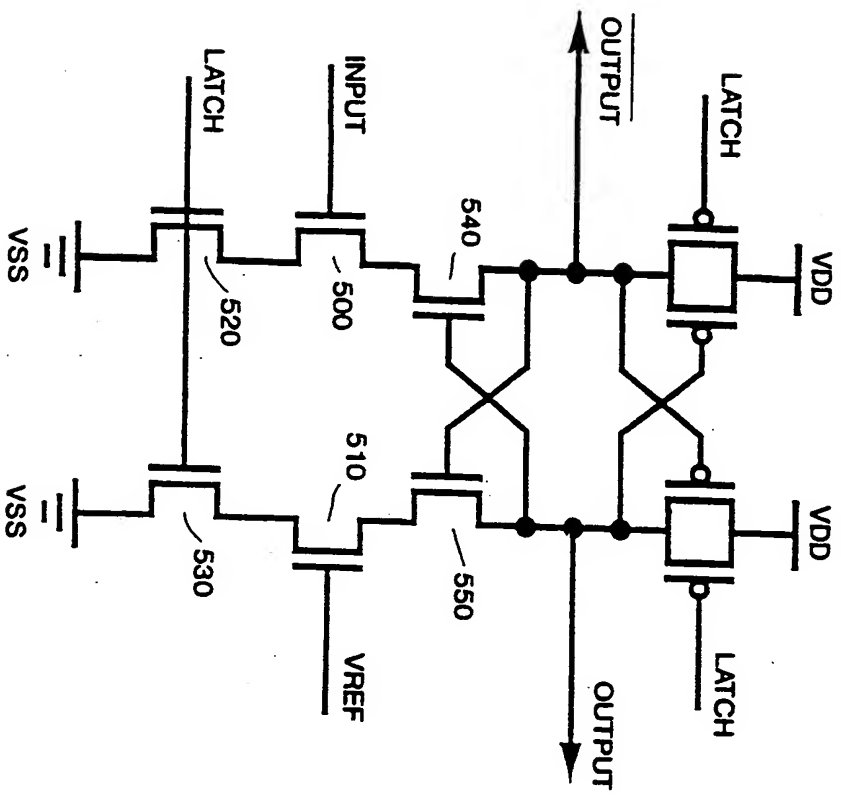 VDD
VDD
LATCH
LATCH
OUTPUT
OUTPUT
540
550
INPUT
500
510
VREF
LATCH
520
530
VSS
VSS